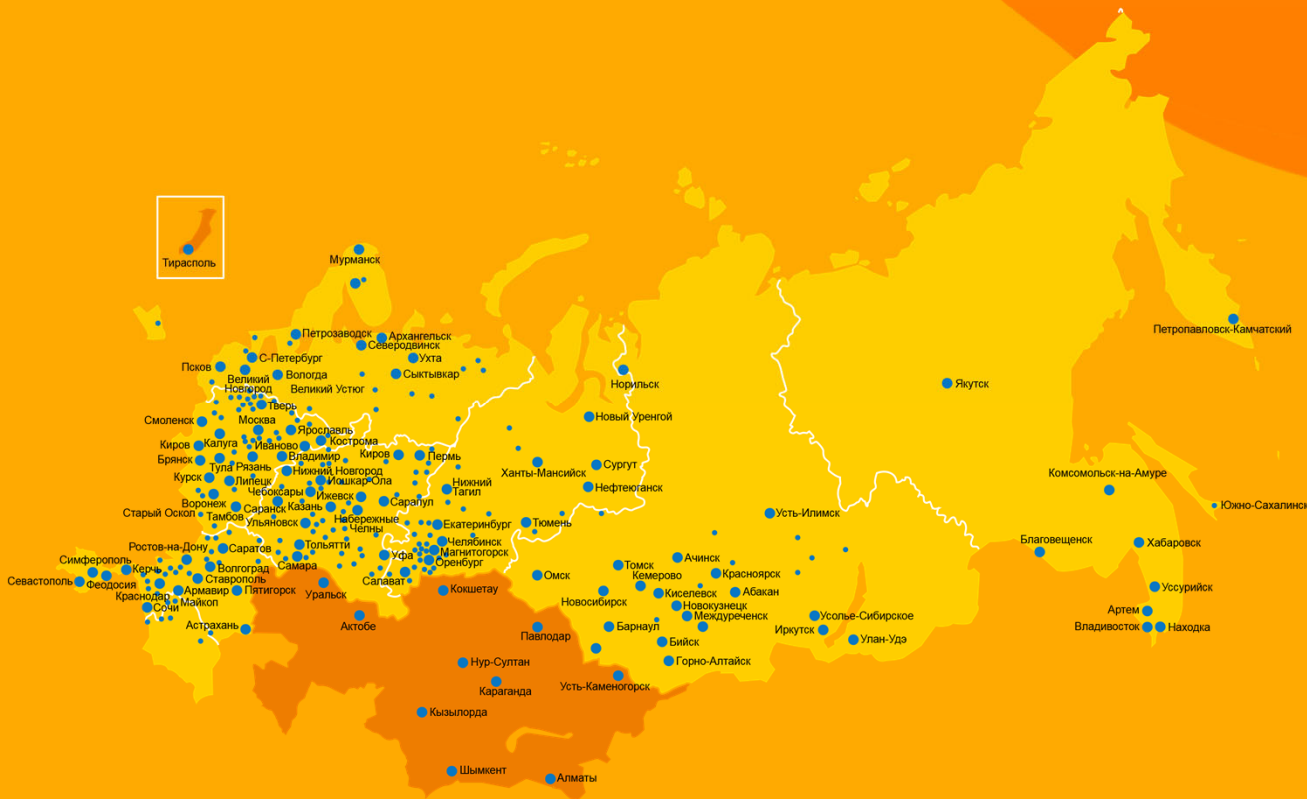 Тирасполь
Мурманск
Петропавловск-Камчатский
Петрозаводск
Архангельск
Северодвинск
С-Петербург
Ухта
Псков
Великий
Новгород
Вологда
Сыктывкар
Великий Устюг
Норильск
Якутск
Тверь
Новый Уренгой
Смоленск
Москва
Ярославль
Калуга
Киров
Иваново
Кострома
Владимир
Киров
Пермь
Брянск
Тула
Рязань
Сургут
Ханты-Мансийск
Нижний Новгород
Курск
Липецк
Йошкар-Ола
Нижний
Тагил
Нефтеюганск
Комсомольск-на-Амуре
Чебоксары
Ижевск
Воронеж
Саранск
Казань
Сарапул
Южно-Сахалинск
Старый Оскол
Тамбов
Ульяновск
Набережные
Челны
Екатеринбург
Тюмень
Усть-Илимск
Благовещенск
Хабаровск
Ростов-на-Дону
Саратов
Тольятти
Челябинск
Магнитогорск
Уфа
Оренбург
Симферополь
Керчь
Волгоград
Самара
Ачинск
Томск
Севастополь
Феодосия
Ставрополь
Салават
Омск
Кемерово
Красноярск
Краснодар
Армавир
Пятигорск
Майкоп
Уральск
Кокшетау
Новосибирск
Киселевск
Абакан
Уссурийск
Сочи
Новокузнецк
Междуреченск
Усолье-Сибирское
Артем
Астрахань
Актобе
Павлодар
Барнаул
Иркутск
Владивосток
Находка
Бийск
Улан-Удэ
Нур-Султан
Горно-Алтайск
Караганда
Усть-Каменогорск
Кызылорда
Шымкент
Алматы